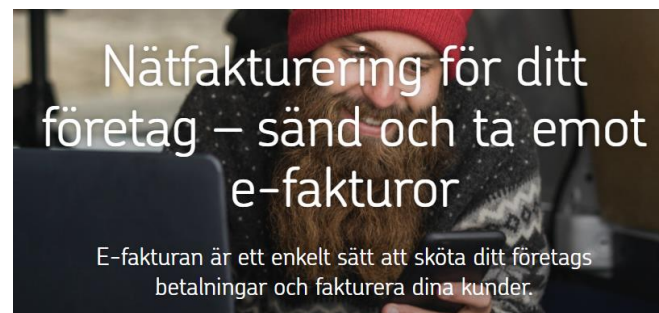 Nätfakturering för ditt
företag – sänd och ta emot
e-fakturor
E-fakturan är ett enkelt sätt att sköta ditt företags
betalningar och fakturera dina kunder.